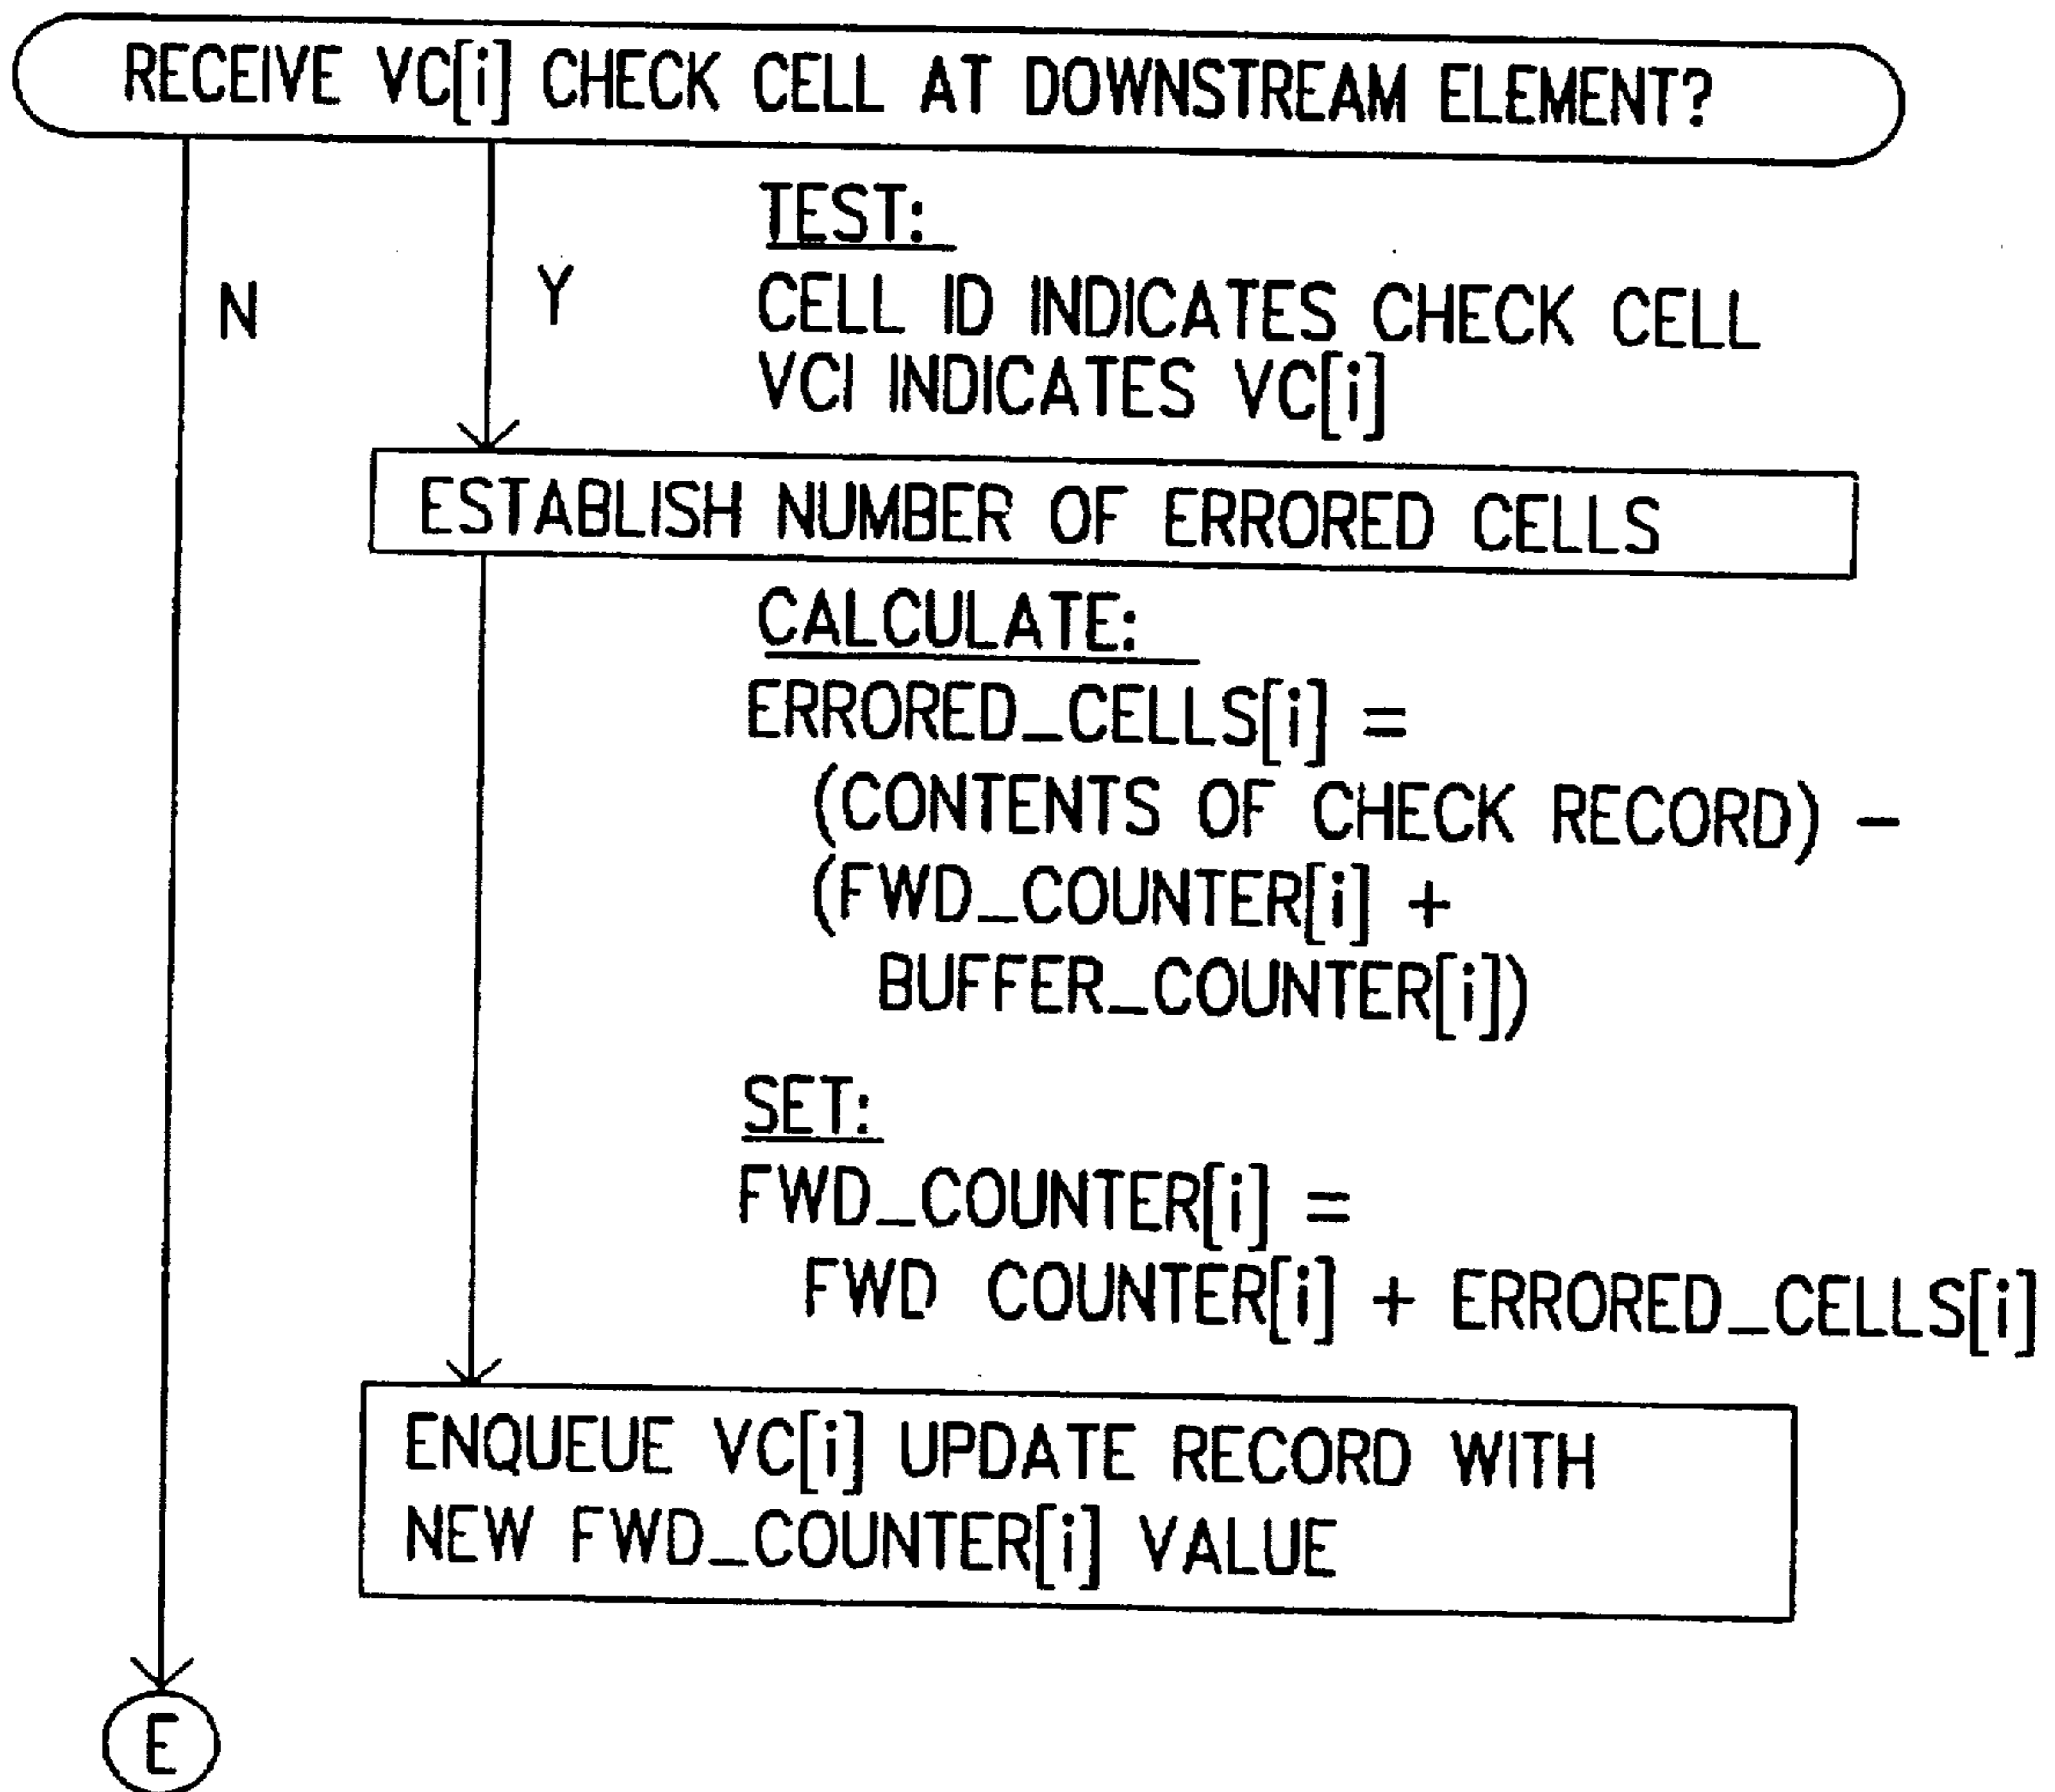 RECEIVE VC[i] CHECK CELL AT DOWNSTREAM ELEMENT?
TEST:
N
Y
CELL ID INDICATES CHECK CELL
VCI INDICATES VC[i]
ESTABLISH NUMBER OF ERRORED CELLS
CALCULATE:
ERRORED_CELLS[i] =
(CONTENTS OF CHECK RECORD) –
(FWD_COUNTER[i] +
BUFFER_COUNTER[i])
SET:
FWD_COUNTER[i] =
FWD COUNTER[i] + ERRORED_CELLS[i]
ENQUEUE VC[i] UPDATE RECORD WITH
NEW FWD_COUNTER[i] VALUE
E